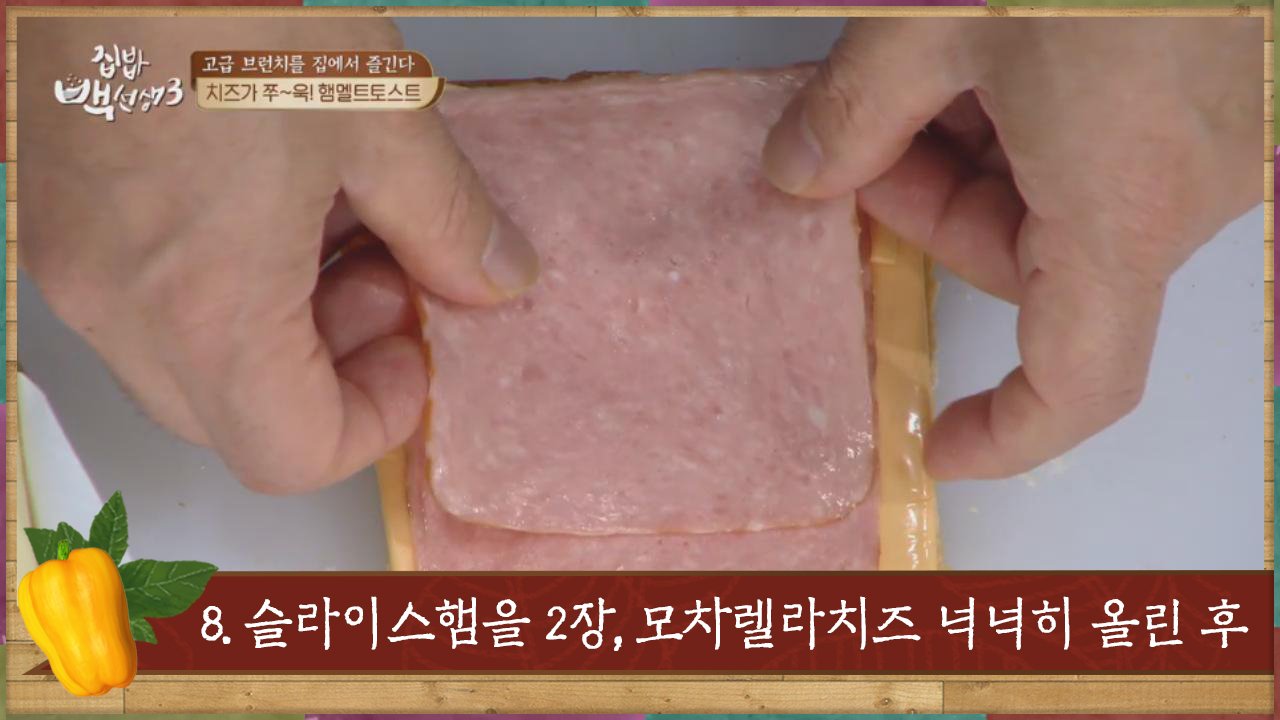 집밥
백선생3
고급 브런치를 집에서 즐긴다
치즈가 쭈~욱! 햄멜트토스트
8. 슬라이스햄을 2장, 모차렐라치즈 넉넉히 올린 후